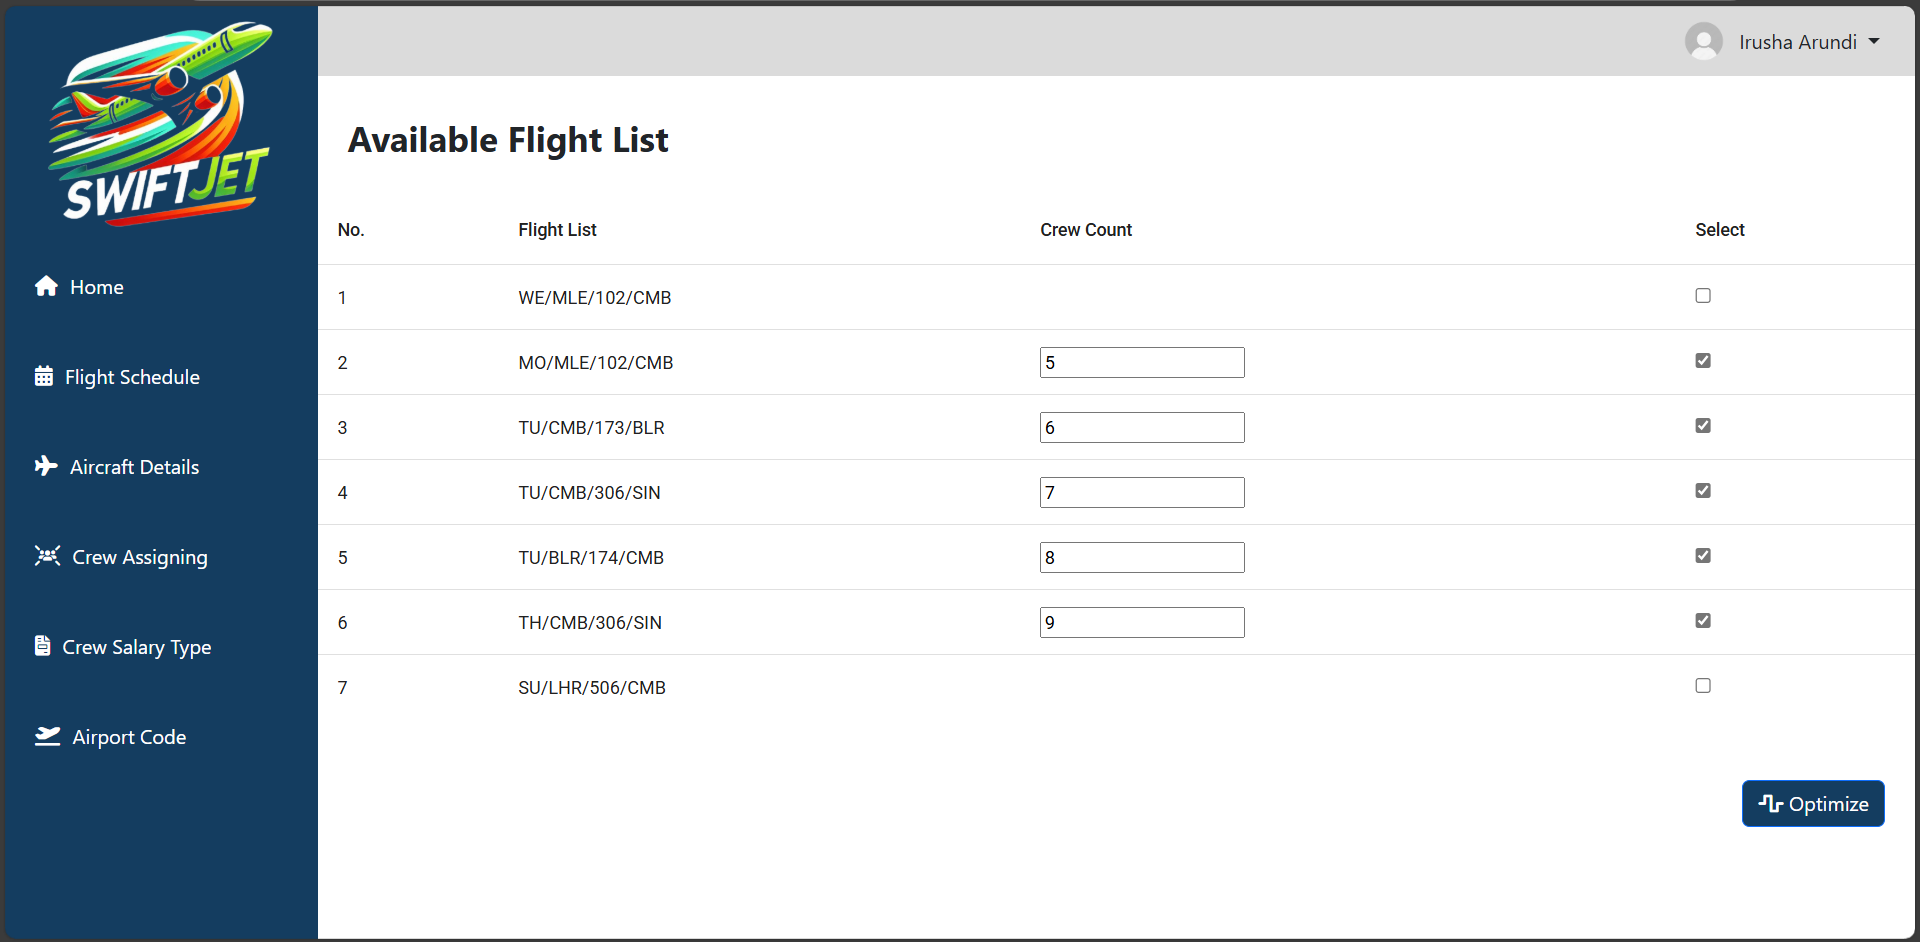 SWIFTJET
Irusha Arundi
Home
Flight Schedule
Aircraft Details
Crew Assigning
Crew Salary Type
Airport Code
Available Flight List
No. Flight List Crew Count Select
1 WE/MLE/102/CMB
2 MO/MLE/102/CMB 5
3 TU/CMB/173/BLR 6
4 TU/CMB/306/SIN 7
5 TU/BLR/174/CMB 8
6 TH/CMB/306/SIN 9
7 SU/LHR/506/CMB
Optimize